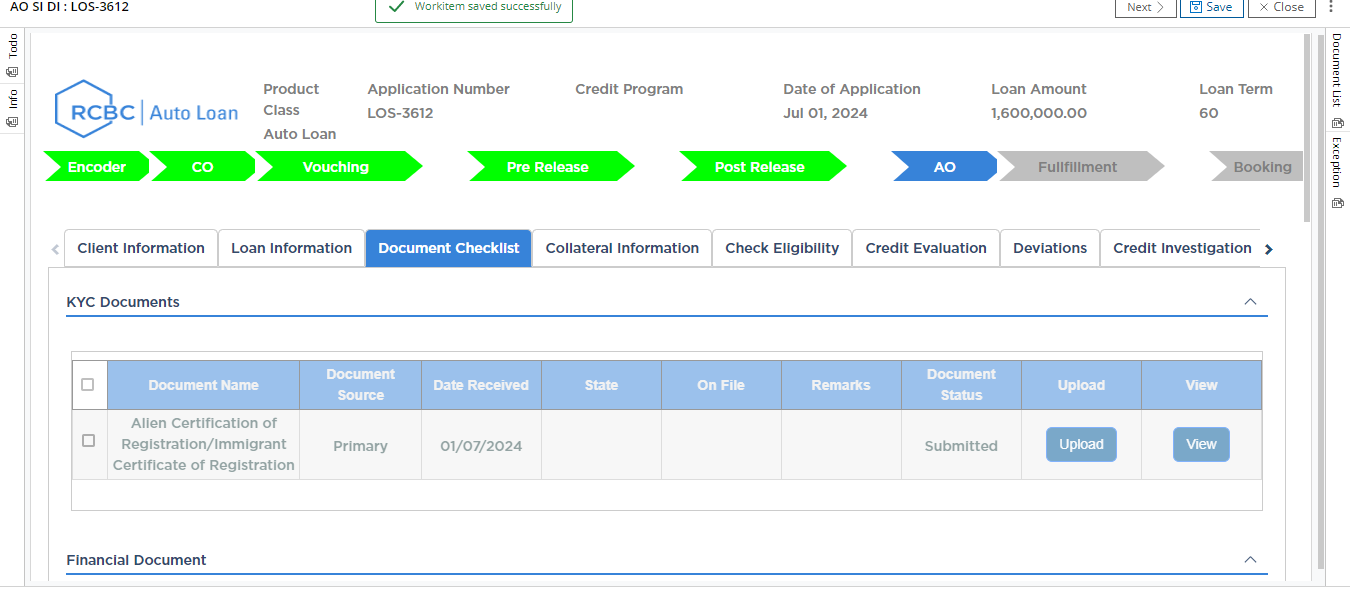 AO SI DI : LOS-3612
Workitem saved successfully
Next
Save
Close
Todo
Info
Document List
Exception
RCBC Auto Loan
Product Class
Auto Loan
Application Number
LOS-3612
Credit Program
Date of Application
Jul 01, 2024
Loan Amount
1,600,000.00
Loan Term
60
Encoder
CO
Vouching
Pre Release
Post Release
AO
Fullfillment
Booking
Client Information
Loan Information
Document Checklist
Collateral Information
Check Eligibility
Credit Evaluation
Deviations
Credit Investigation
KYC Documents
Document Name
Document Source
Date Received
State
On File
Remarks
Document Status
Upload
View
Alien Certification of
Registration/Immigrant
Certificate of Registration
Primary
01/07/2024
Submitted
Upload
View
Financial Document